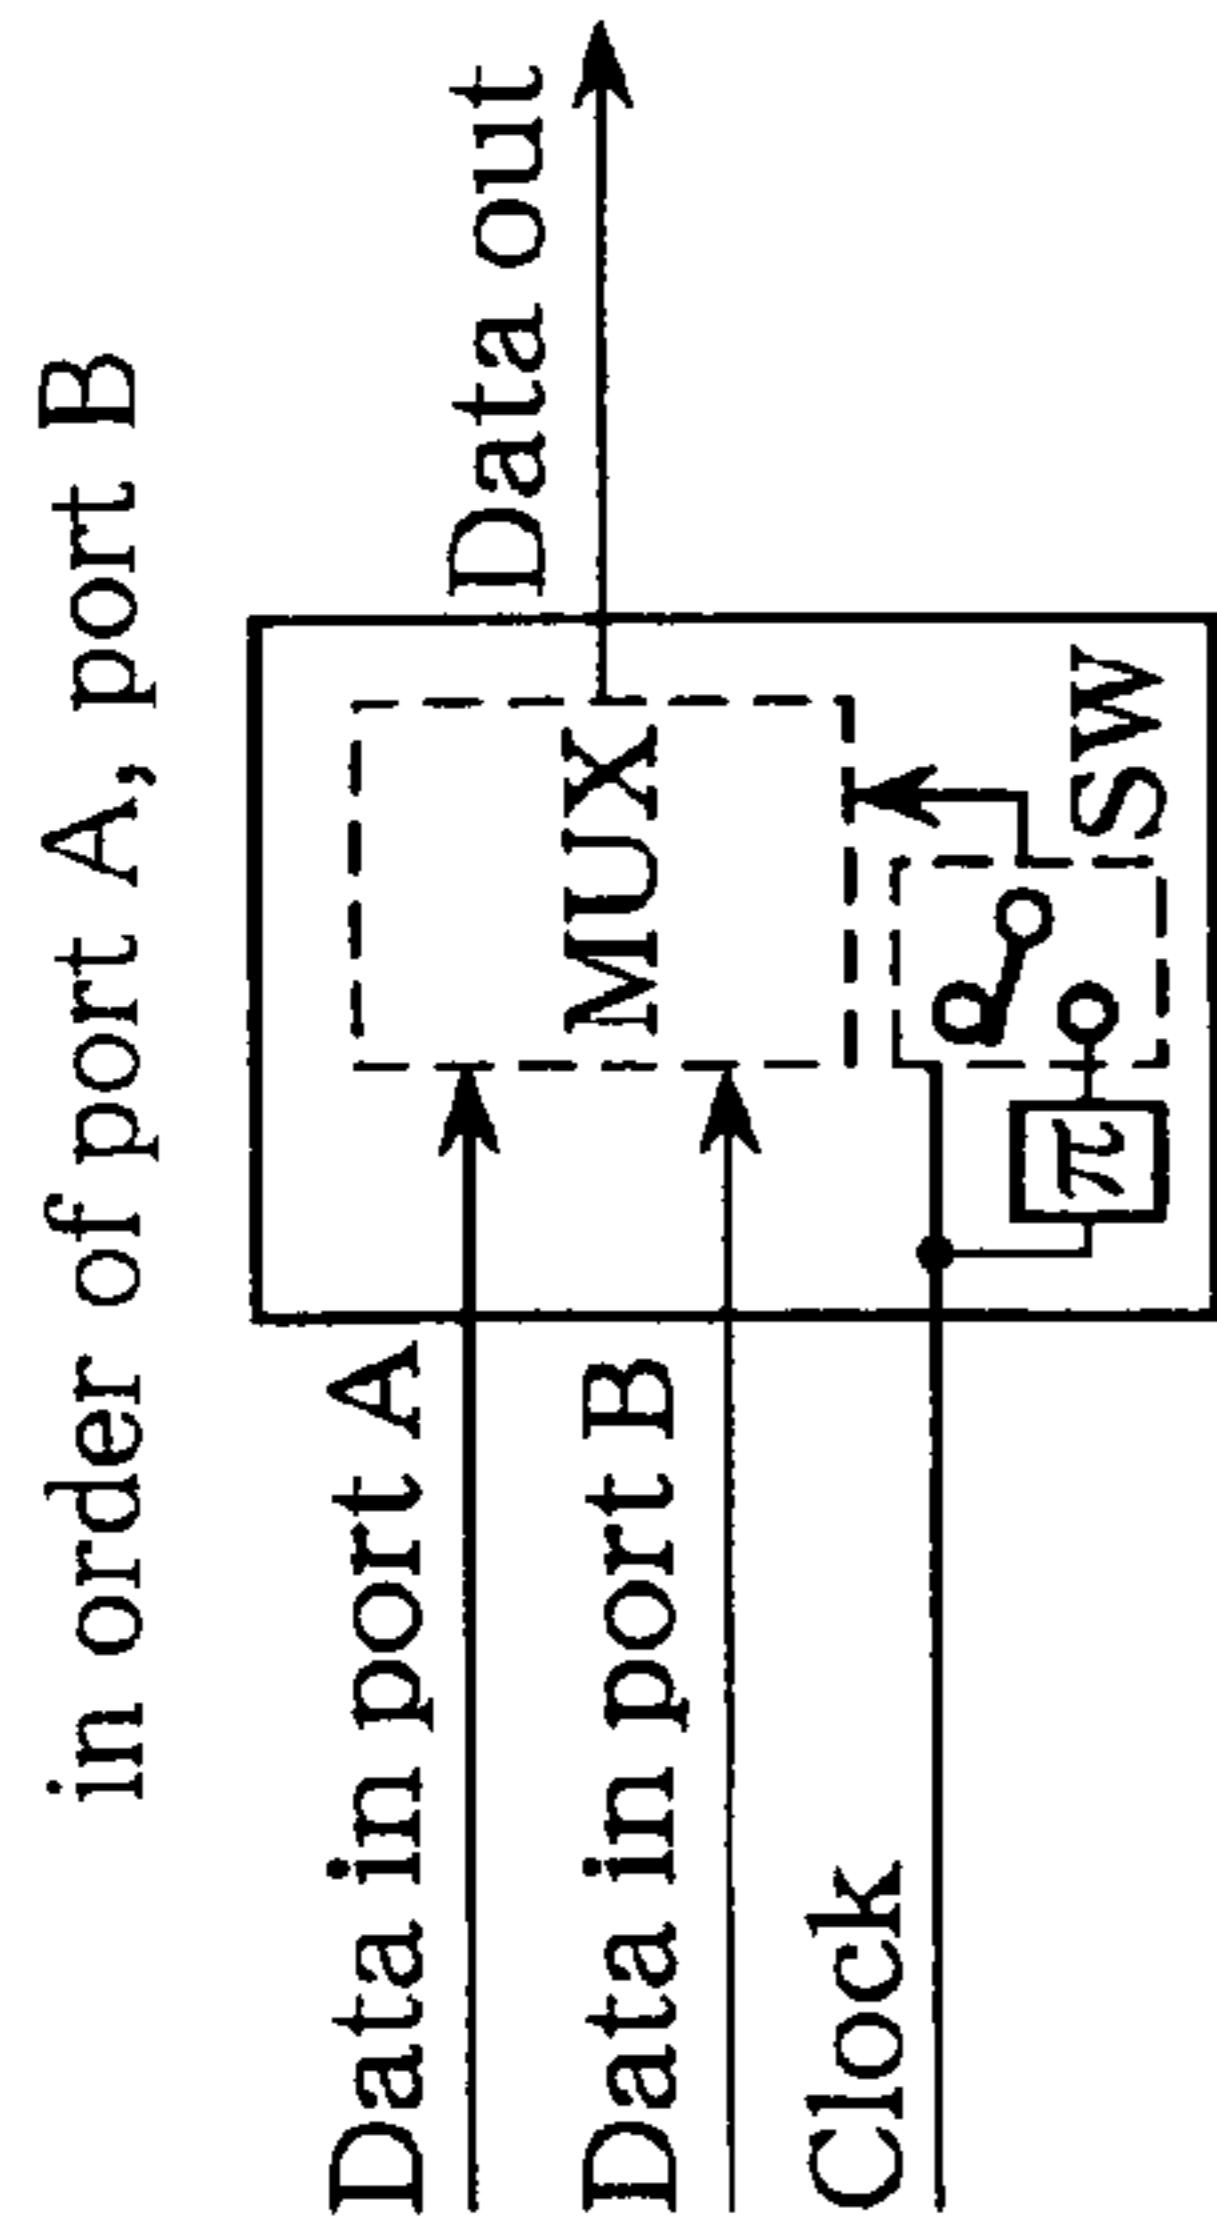 in order of port A, port B
Data in port A
Data in port B
Clock
MUX
π
SW
Data out